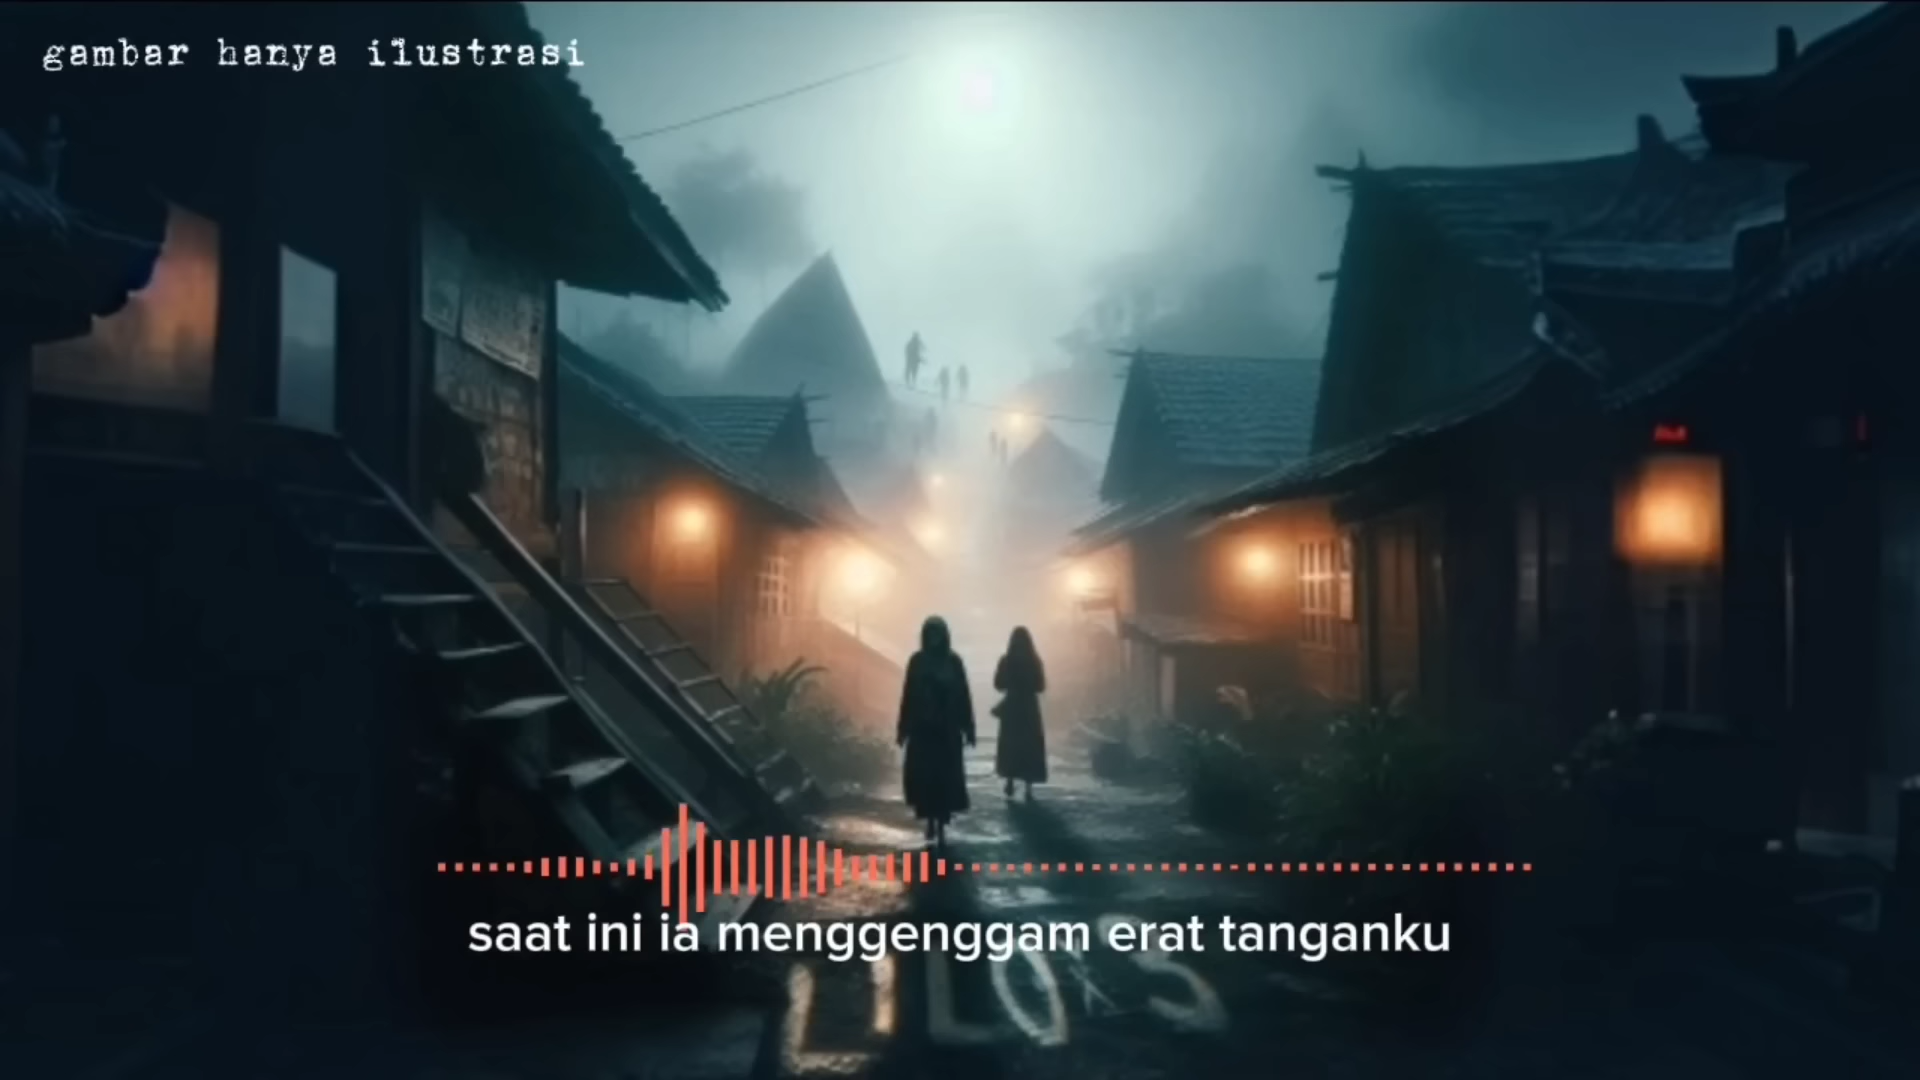 gambar hanya ilustrasi
saat ini ia menggenggam erat tanganku